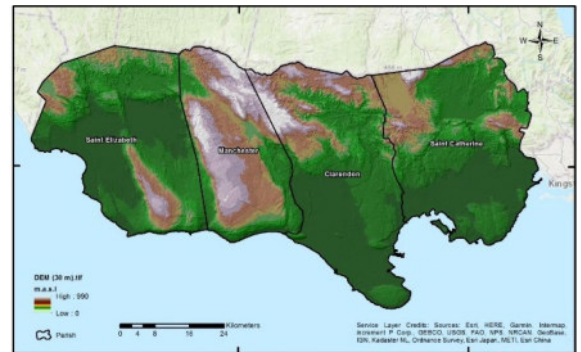 N
W E
S
Saint Elizabeth
Manchester
Clarendon
Saint Catherine
Kings
DEM (30 m).tif
m.a.s.l
High : 990
Low : 0
Parish
Kilometers
0 4 8 16 24
Service Layer Credits: Sources: Esri, HERE, Garmin, Intermap,
increment P Corp., GEBCO, USGS, FAO, NPS, NRCAN, GeoBase,
IGN, Kadaster NL, Ordnance Survey, Esri Japan, METI, Esri China